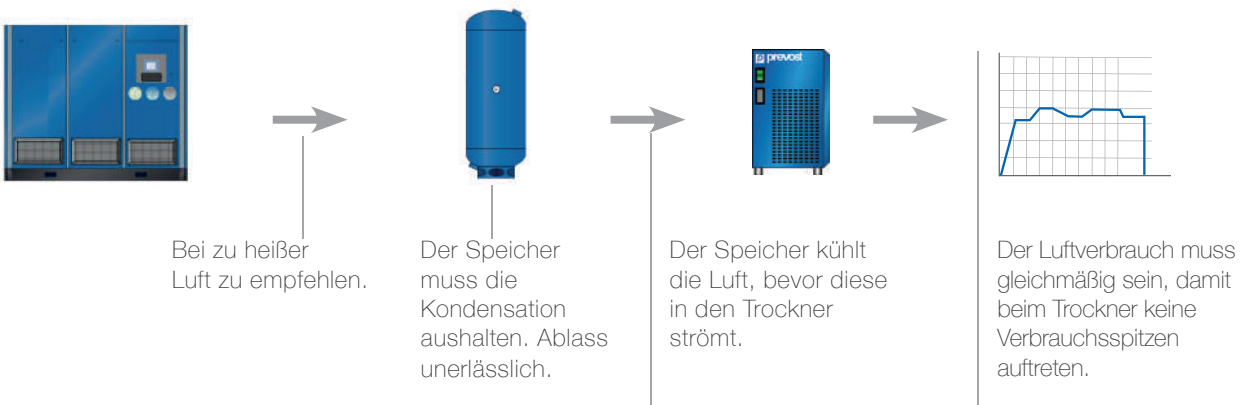 prevost
Bei zu heißer
Luft zu empfehlen.
Der Speicher
muss die
Kondensation
aushalten. Ablass
unerlässlich.
Der Speicher kühlt
die Luft, bevor diese
in den Trockner
strömt.
Der Luftverbrauch muss
gleichmäßig sein, damit
beim Trockner keine
Verbrauchsspitzen
auftreten.